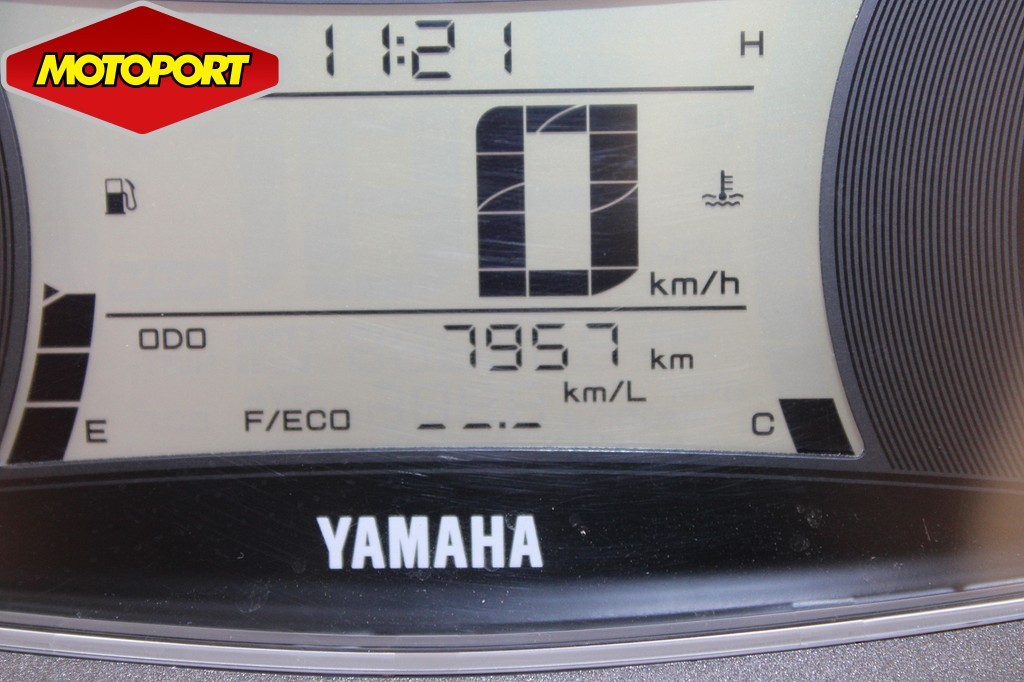 MOTOPORT
11:21
H
0
km/h
ODO 7957 km
km/L
F/ECO _ _ _._
E
C
YAMAHA